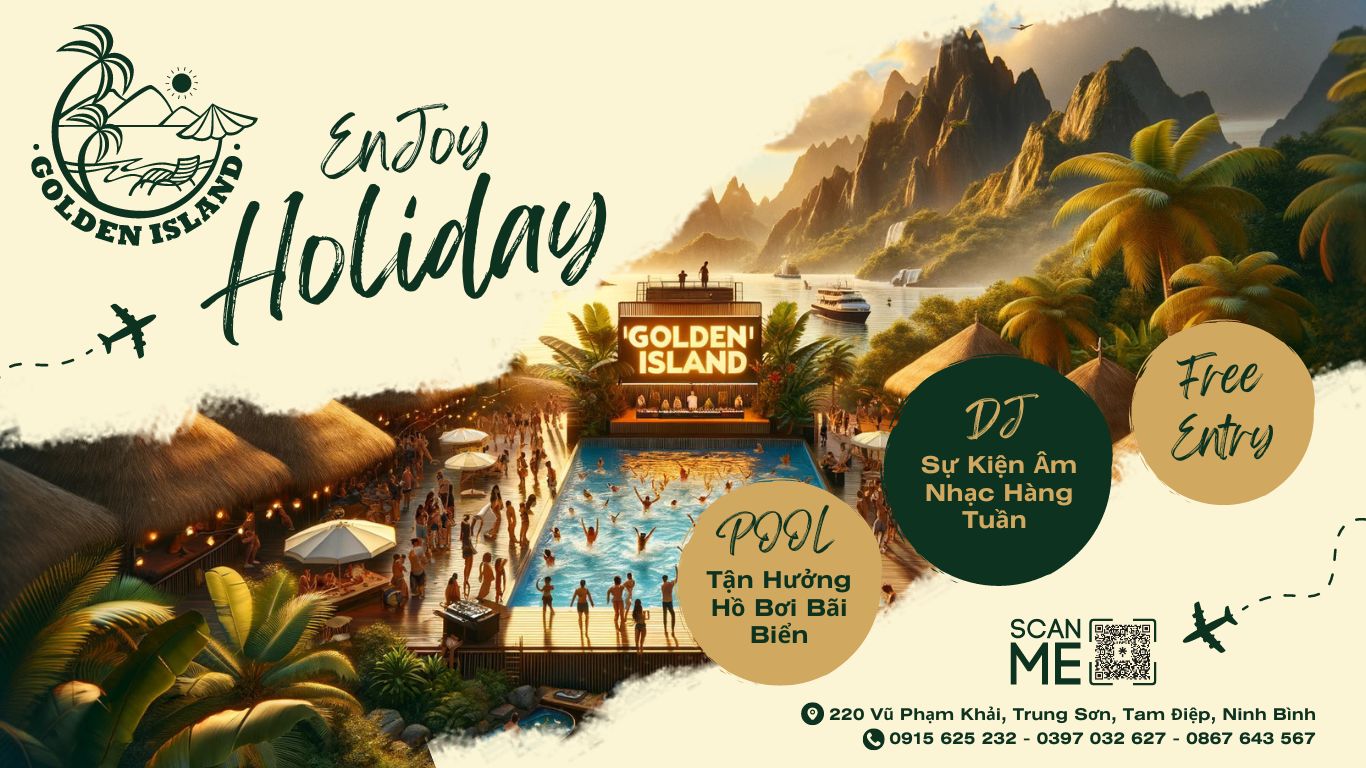 GOLDEN ISLAND
EnJoy
Holiday
'GOLDEN'
ISLAND
Free
Entry
DJ
Sự Kiện Âm
Nhạc Hàng
Tuần
POOL
Tận Hưởng
Hồ Bơi Bãi
Biển
SCAN
ME
220 Vũ Phạm Khải, Trung Sơn, Tam Điệp, Ninh Bình
0915 625 232 - 0397 032 627 - 0867 643 567